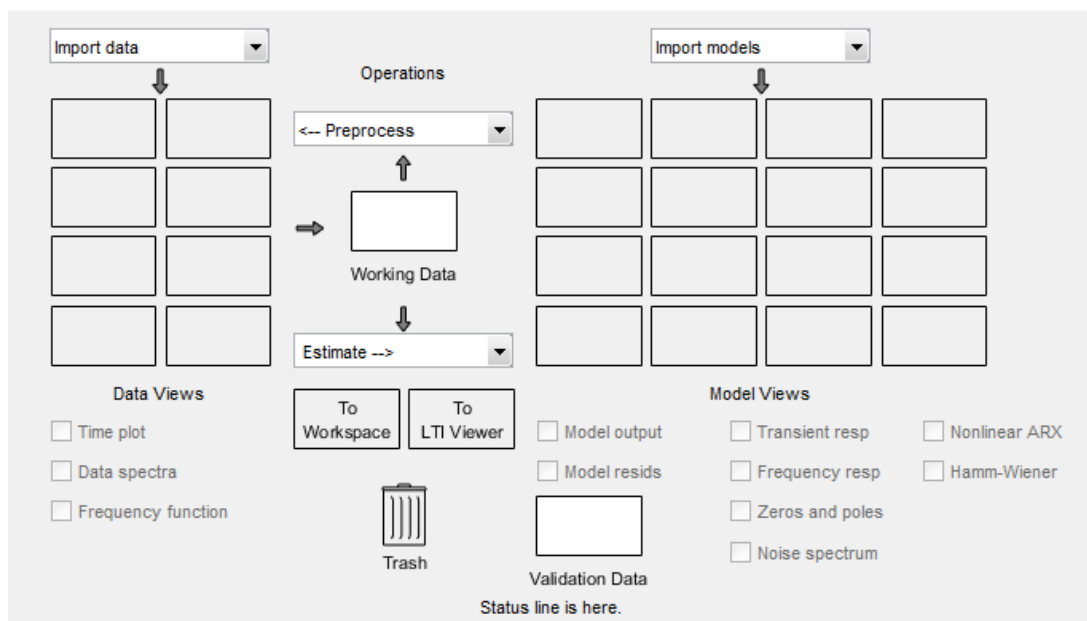 Import data
Import models
Operations
<-- Preprocess
Working Data
Estimate -->
Data Views
Model Views
To
Workspace
To
LTI Viewer
Time plot
Data spectra
Frequency function
Model output
Model resids
Transient resp
Frequency resp
Zeros and poles
Noise spectrum
Nonlinear ARX
Hamm-Wiener
Trash
Validation Data
Status line is here.